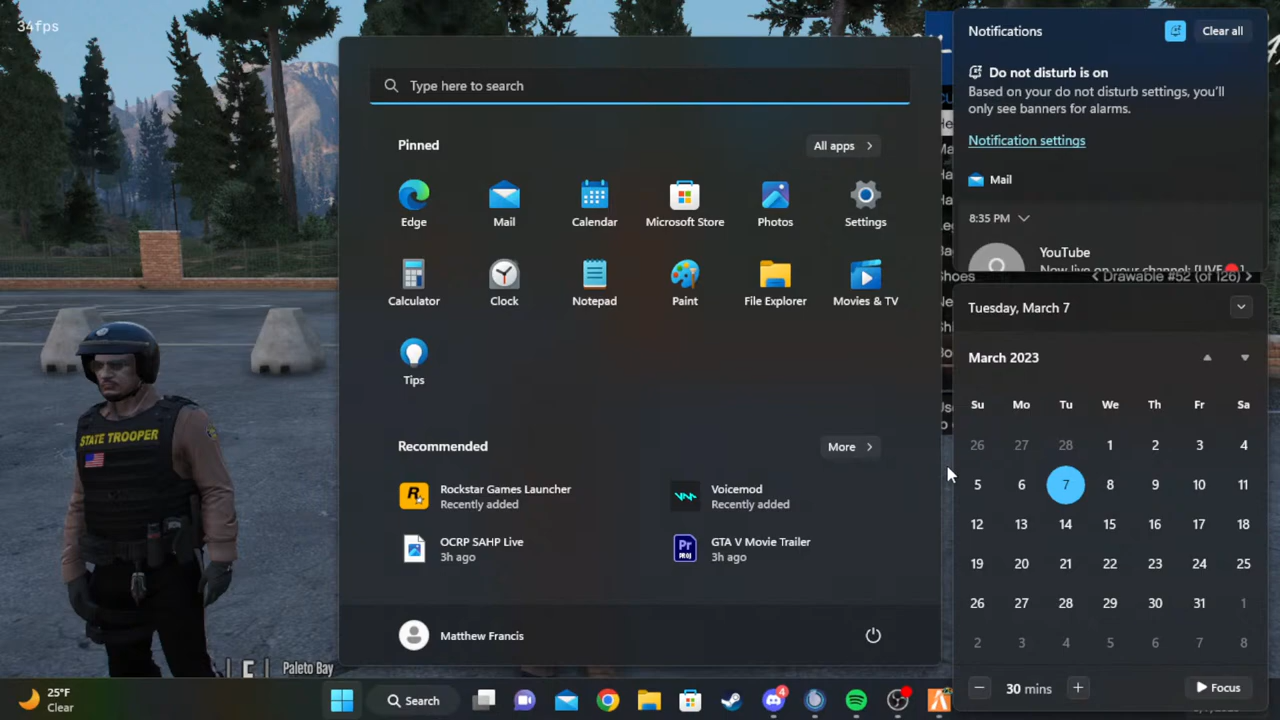 34fps
Type here to search
Pinned
All apps
Edge
Mail
Calendar
Microsoft Store
Photos
Settings
Calculator
Clock
Notepad
Paint
File Explorer
Movies & TV
Tips
Recommended
More
Rockstar Games Launcher
Recently added
Voicemod
Recently added
OCRP SAHP Live
3h ago
GTA V Movie Trailer
3h ago
Matthew Francis
Notifications
Clear all
Do not disturb is on
Based on your do not disturb settings, you'll
only see banners for alarms.
Notification settings
Mail
8:35 PM
YouTube
Now live on your channel: [LIVE
Drawable #52 (of 126)
Tuesday, March 7
March 2023
Su Mo Tu We Th Fr Sa
26 27 28 1 2 3 4
5 6 7 8 9 10 11
12 13 14 15 16 17 18
19 20 21 22 23 24 25
26 27 28 29 30 31 1
2 3 4 5 6 7 8
30 mins
Focus
STATE TROOPER
Paleto Bay
25°F
Clear
Search
4